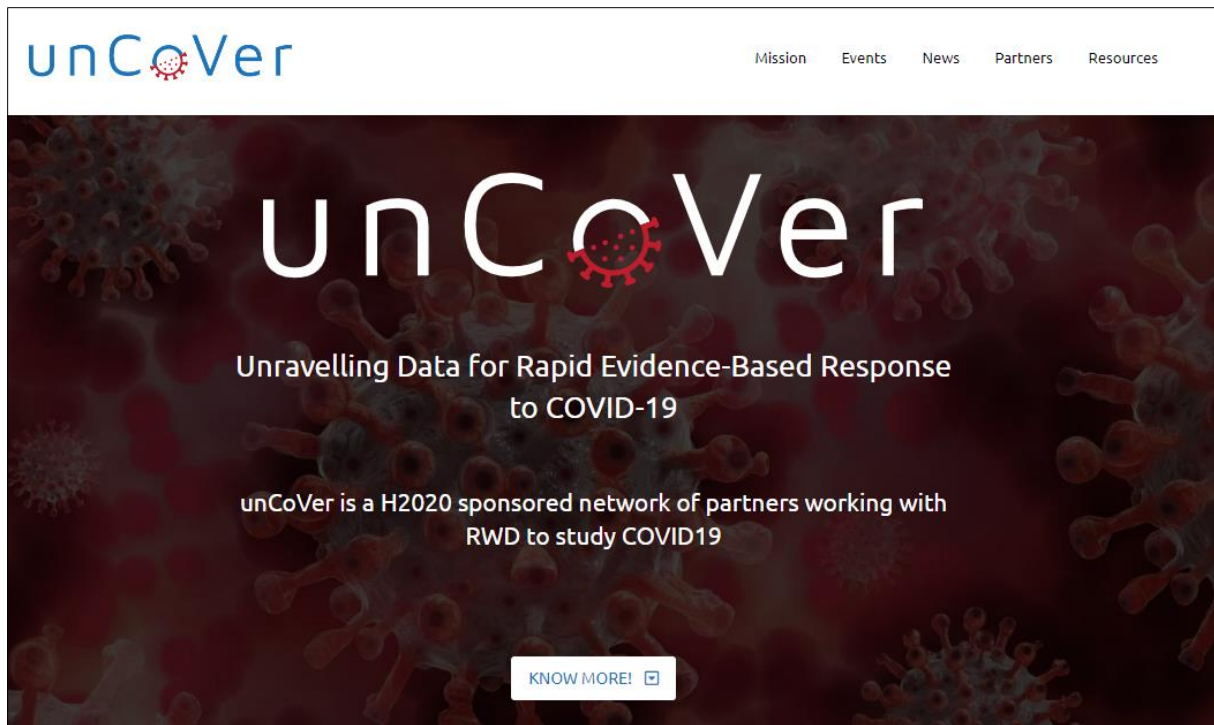 unCoVer
Mission Events News Partners Resources
unCoVer
Unravelling Data for Rapid Evidence-Based Response
to COVID-19
unCoVer is a H2020 sponsored network of partners working with
RWD to study COVID19
KNOW MORE!